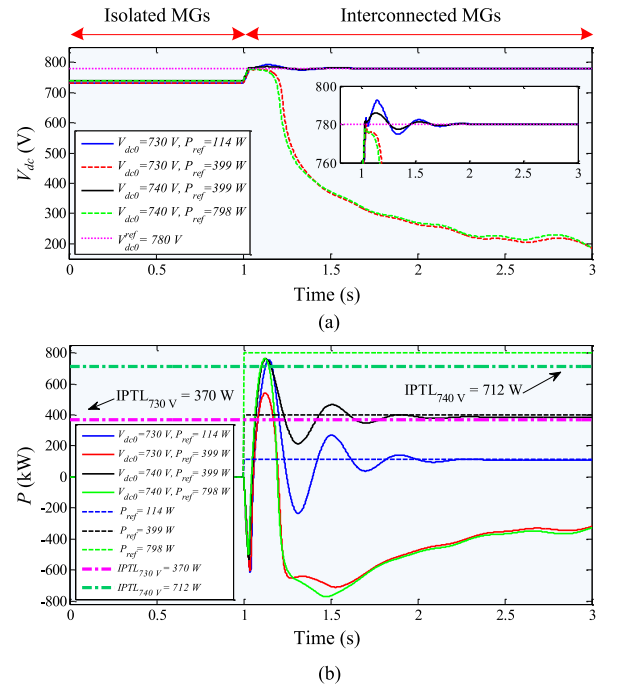 Isolated MGs Interconnected MGs
(a)
800
700
600
500
400
300
200
V_dc (V)
V_dc0=730 V, P_ref=114 W
V_dc0=730 V, P_ref=399 W
V_dc0=740 V, P_ref=399 W
V_dc0=740 V, P_ref=798 W
V_dc0^ref=780 V
800
780
760
1 1.5 2 2.5 3
0 0.5 1 1.5 2 2.5 3
Time (s)
(a)
800
600
400
200
0
-200
-400
-600
-800
P (kW)
IPTL_730 V = 370 W
IPTL_740 V = 712 W
V_dc0=730 V, P_ref= 114 W
V_dc0=730 V, P_ref=399 W
V_dc0=740 V, P_ref=399 W
V_dc0=740 V, P_ref= 798 W
P_ref= 114 W
P_ref= 399 W
P_ref= 798 W
IPTL_730 V = 370 W
IPTL_740 V = 712 W
0 0.5 1 1.5 2 2.5 3
Time (s)
(b)